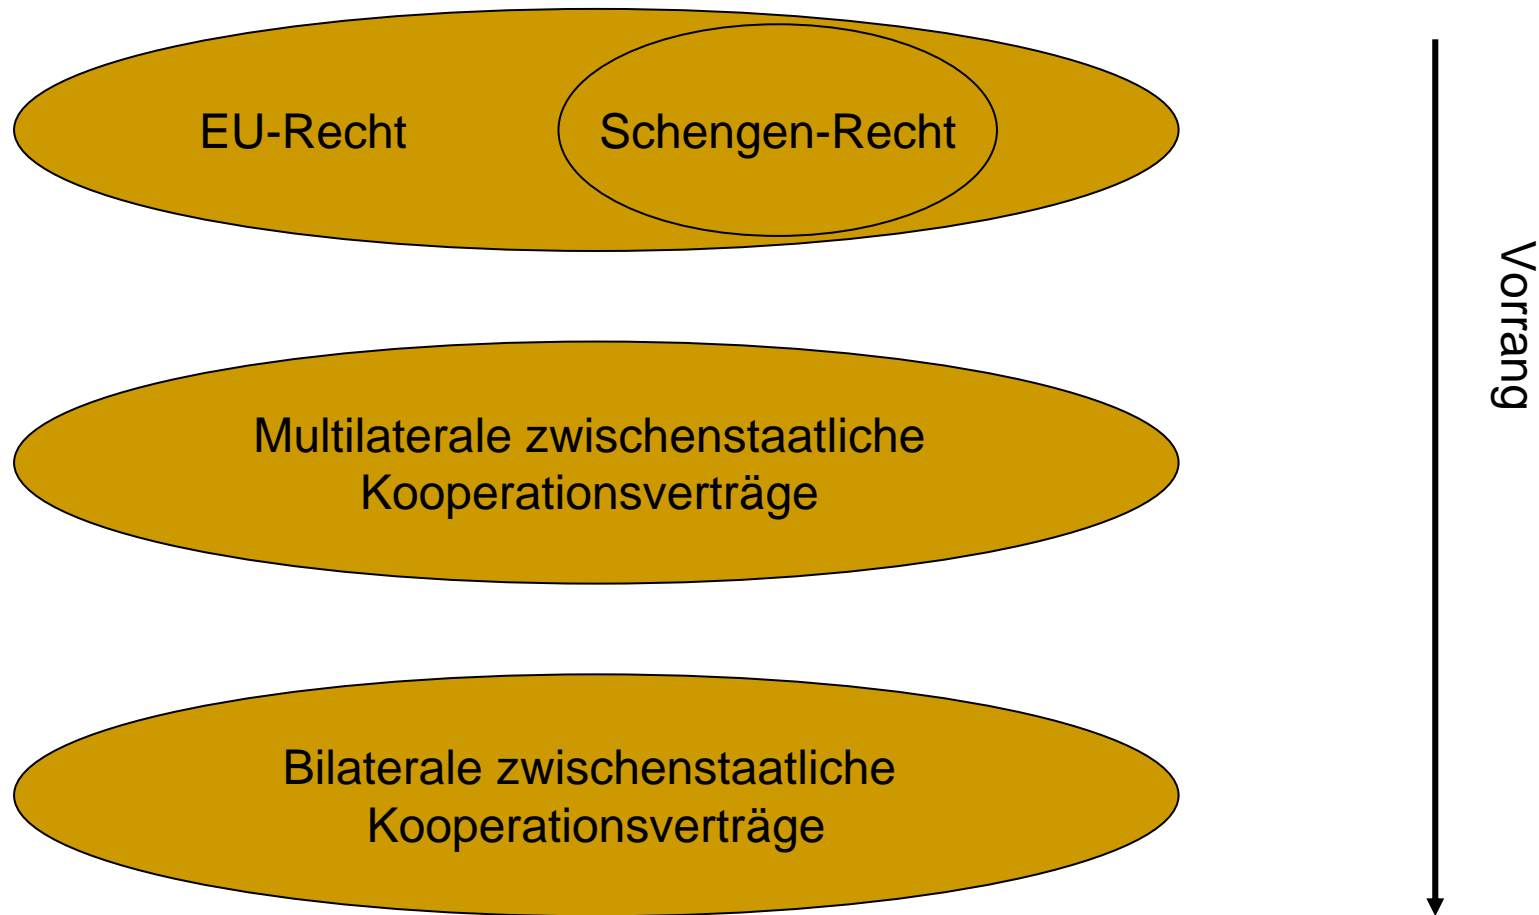 EU-Recht
Schengen-Recht
Vorrang
Multilaterale zwischenstaatliche
Kooperationsverträge
Bilaterale zwischenstaatliche
Kooperationsverträge